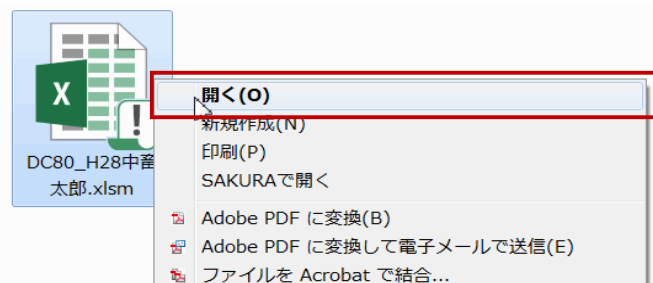 DC80_H28中畜
太郎.xlsm
開く(O)
新規作成(N)
印刷(P)
SAKURAで開く
Adobe PDF に変換(B)
Adobe PDF に変換して電子メールで送信(E)
ファイルを Acrobat で結合...